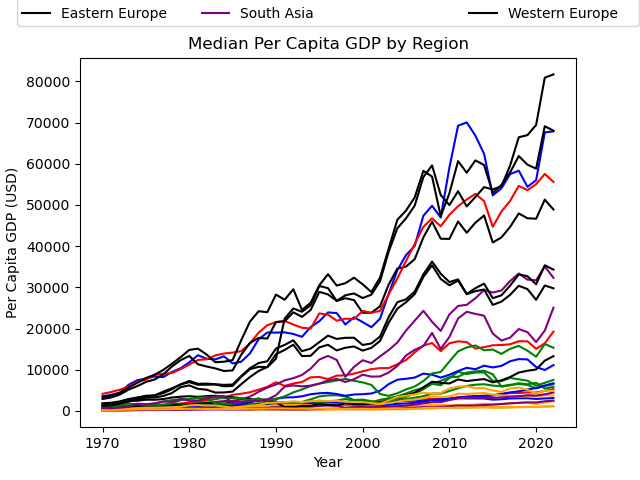 Eastern Europe South Asia Western Europe
Median Per Capita GDP by Region
Per Capita GDP (USD)
80000
70000
60000
50000
40000
30000
20000
10000
0
1970 1980 1990 2000 2010 2020
Year